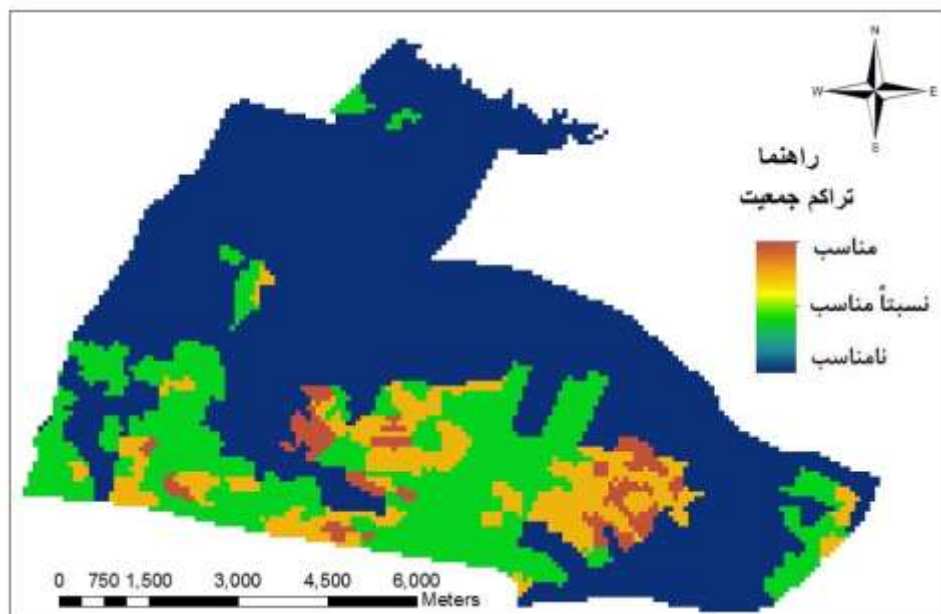 N
W E
S
راهنما
تراکم جمعیت
مناسب
نسبتاً مناسب
نامناسب
0 750 1,500 3,000 4,500 6,000
Meters